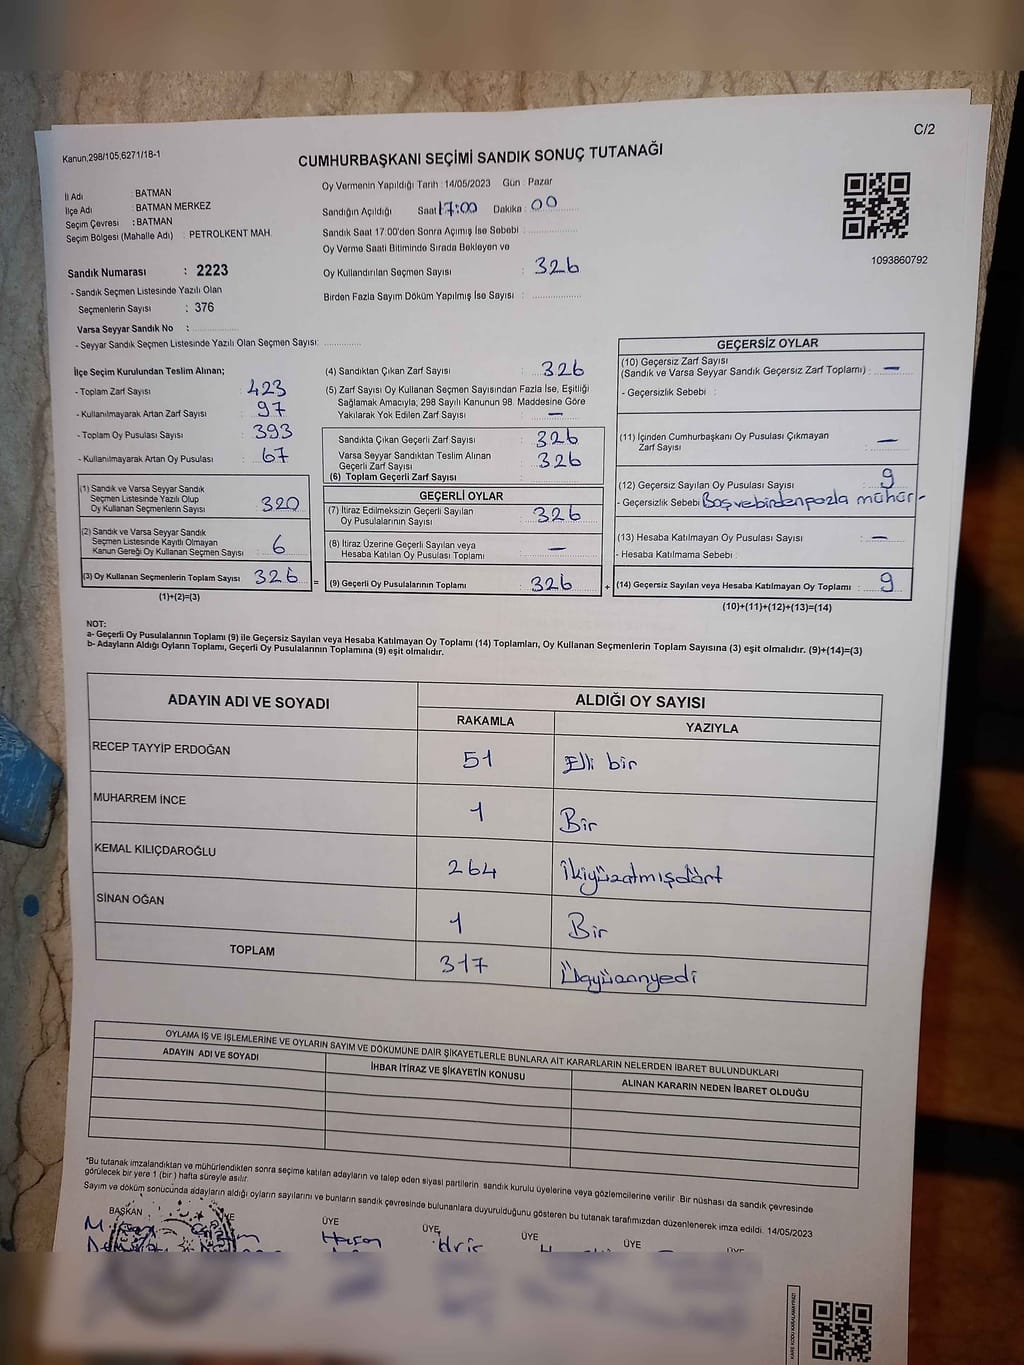 C/2
Kanun,298/105,6271/18-1
CUMHURBAŞKANI SEÇİMİ SANDIK SONUÇ TUTANAĞI
İl Adı : BATMAN
İlçe Adı : BATMAN MERKEZ
Seçim Çevresi : BATMAN
Seçim Bölgesi (Mahalle Adı) : PETROLKENT MAH.
Sandık Numarası : 2223
- Sandık Seçmen Listesinde Yazılı Olan
Seçmenlerin Sayısı : 376
Varsa Seyyar Sandık No :
- Seyyar Sandık Seçmen Listesinde Yazılı Olan Seçmen Sayısı:
Oy Vermenin Yapıldığı Tarih : 14/05/2023 Gün : Pazar
Sandığın Açıldığı Saat 17:00 Dakika : 00
Sandık Saat 17.00'den Sonra Açımış İse Sebebi :
Oy Verme Saati Bitiminde Sırada Bekleyen ve
Oy Kullandırılan Seçmen Sayısı : 326
Birden Fazla Sayım Döküm Yapılmış İse Sayısı :
1093860792
İlçe Seçim Kurulundan Teslim Alınan;
- Toplam Zarf Sayısı : 423
- Kullanılmayarak Artan Zarf Sayısı : 97
- Toplam Oy Pusulası Sayısı : 393
- Kullanılmayarak Artan Oy Pusulası : 67
(1) Sandık ve Varsa Seyyar Sandık
Seçmen Listesinde Yazılı Olup
Oy Kullanan Seçmenlerin Sayısı : 320
(2) Sandık ve Varsa Seyyar Sandık
Seçmen Listesinde Kayıtlı Olmayan
Kanun Gereği Oy Kullanan Seçmen Sayısı : 6
(3) Oy Kullanan Seçmenlerin Toplam Sayısı : 326 =
(1)+(2)=(3)
(4) Sandıktan Çıkan Zarf Sayısı : 326
(5) Zarf Sayısı Oy Kullanan Seçmen Sayısından Fazla İse, Eşitliği
Sağlamak Amacıyla; 298 Sayılı Kanunun 98. Maddesine Göre
Yakılarak Yok Edilen Zarf Sayısı : —
Sandıkta Çıkan Geçerli Zarf Sayısı : 326
Varsa Seyyar Sandıktan Teslim Alınan
Geçerli Zarf Sayısı : 326
(6) Toplam Geçerli Zarf Sayısı :
GEÇERLİ OYLAR
(7) İtiraz Edilmeksizin Geçerli Sayılan
Oy Pusulalarının Sayısı : 326
(8) İtiraz Üzerine Geçerli Sayılan veya
Hesaba Katılan Oy Pusulası Toplamı : —
(9) Geçerli Oy Pusulalarının Toplamı : 326 +
GEÇERSİZ OYLAR
(10) Geçersiz Zarf Sayısı
(Sandık ve Varsa Seyyar Sandık Geçersiz Zarf Toplamı) : —
- Geçersizlik Sebebi :
(11) İçinden Cumhurbaşkanı Oy Pusulası Çıkmayan
Zarf Sayısı : —
(12) Geçersiz Sayılan Oy Pusulası Sayısı : 9
- Geçersizlik Sebebi : Boş ve birden pazla mühür-
(13) Hesaba Katılmayan Oy Pusulası Sayısı : —
- Hesaba Katılmama Sebebi :
(14) Geçersiz Sayılan veya Hesaba Katılmayan Oy Toplamı : 9
(10)+(11)+(12)+(13)=(14)
NOT:
a- Geçerli Oy Pusulalarının Toplamı (9) ile Geçersiz Sayılan veya Hesaba Katılmayan Oy Toplamı (14) Toplamları, Oy Kullanan Seçmenlerin Toplam Sayısına (3) eşit olmalıdır. (9)+(14)=(3)
b- Adayların Aldığı Oyların Toplamı, Geçerli Oy Pusulalarının Toplamına (9) eşit olmalıdır.
ADAYIN ADI VE SOYADI ALDIĞI OY SAYISI
RAKAMLA YAZIYLA
RECEP TAYYİP ERDOĞAN 51 Elli bir
MUHARREM İNCE 1 Bir
KEMAL KILIÇDAROĞLU 264 İkiyüzatmışdört
SİNAN OĞAN 1 Bir
TOPLAM 317 Üçyüzonyedi
OYLAMA İŞ VE İŞLEMLERİNE VE OYLARIN SAYIM VE DÖKÜMÜNE DAİR ŞİKAYETLERLE BUNLARA AİT KARARLARIN NELERDEN İBARET BULUNDUKLARI
ADAYIN ADI VE SOYADI İHBAR İTİRAZ VE ŞİKAYETİN KONUSU ALINAN KARARIN NEDEN İBARET OLDUĞU
*Bu tutanak imzalandıktan ve mühürlendikten sonra seçime katılan adayların ve talep eden siyasi partilerin sandık kurulu üyelerine veya gözlemcilerine verilir. Bir nüshası da sandık çevresinde
görülecek bir yere 1 (bir) hafta süreyle asılır.
Sayım ve döküm sonucunda adayların aldığı oyların sayılarını ve bunların sandık çevresinde bulunanlara duyurulduğunu gösteren bu tutanak tarafımızdan düzenlenerek imza edildi. 14/05/2023
BAŞKAN ÜYE ÜYE ÜYE ÜYE ÜYE ÜYE
Hasan İdris